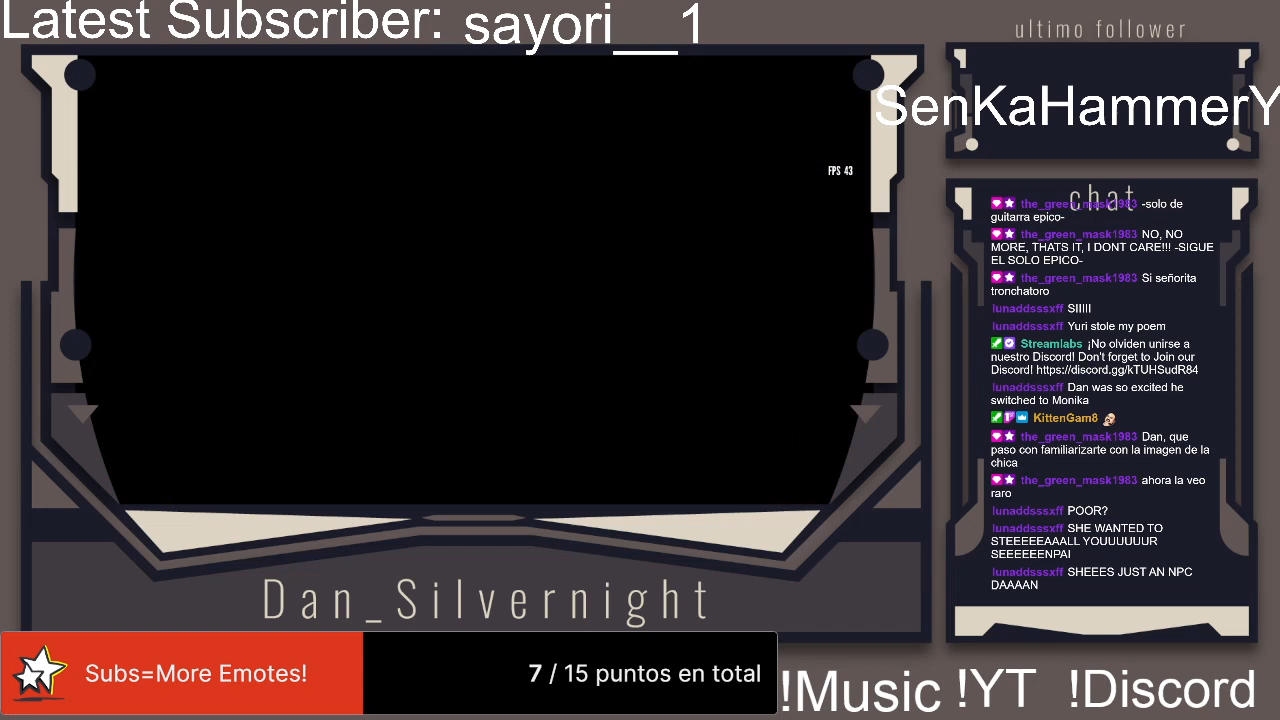 Latest Subscriber: sayori__1
ultimo follower
SenKaHammerY
FPS 43
chat
the_green_mask1983 -solo de
guitarra epico-
the_green_mask1983 NO, NO
MORE, THATS IT, I DONT CARE!!! -SIGUE
EL SOLO EPICO-
the_green_mask1983 Si señorita
tronchatoro
lunaddsssxff SIIIII
lunaddsssxff Yuri stole my poem
Streamlabs ¡No olviden unirse a
nuestro Discord! Don't forget to Join our
Discord! https://discord.gg/kTUHSudR84
lunaddsssxff Dan was so excited he
switched to Monika
KittenGam8
the_green_mask1983 Dan, que
paso con familiarizarte con la imagen de la
chica
the_green_mask1983 ahora la veo
raro
lunaddsssxff POOR?
lunaddsssxff SHE WANTED TO
STEEEEEAAALL YOUUUUUUR
SEEEEEENPAI
lunaddsssxff SHEEES JUST AN NPC
DAAAAN
Dan_Silvernight
7
Subs=More Emotes!
7 / 15 puntos en total
!Music !YT !Discord